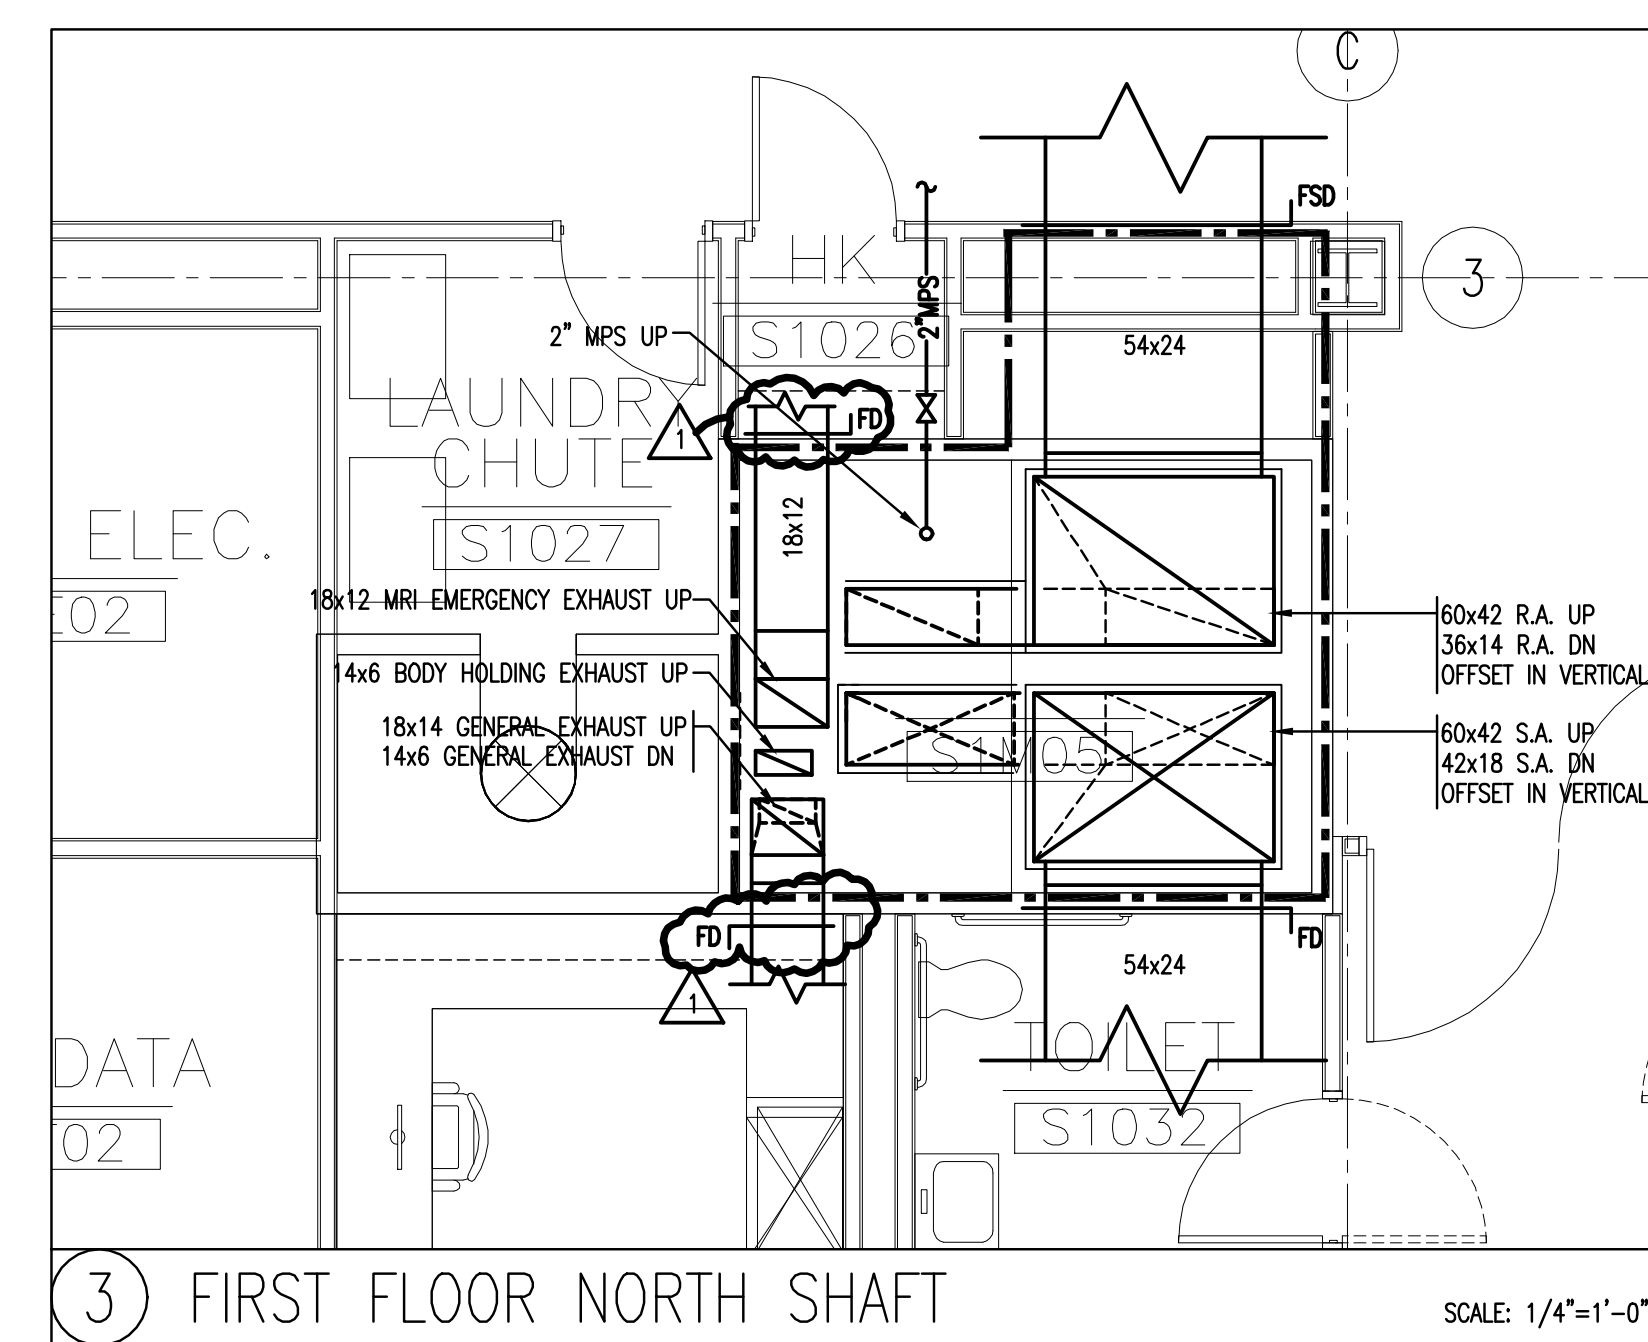 C
FSD
HK
3
2" MPS UP
2"MPS
S1026
54x24
LAUNDRY
CHUTE
FD
1
S1027
18x12
ELEC.
E02
18x12 MRI EMERGENCY EXHAUST UP
14x6 BODY HOLDING EXHAUST UP
18x14 GENERAL EXHAUST UP
14x6 GENERAL EXHAUST DN
60x42 R.A. UP
36x14 R.A. DN
OFFSET IN VERTICAL
S1M05
60x42 S.A. UP
42x18 S.A. DN
OFFSET IN VERTICAL
FD
FD
54x24
1
DATA
02
TOILET
S1032
3 FIRST FLOOR NORTH SHAFT
SCALE: 1/4"=1'-0"